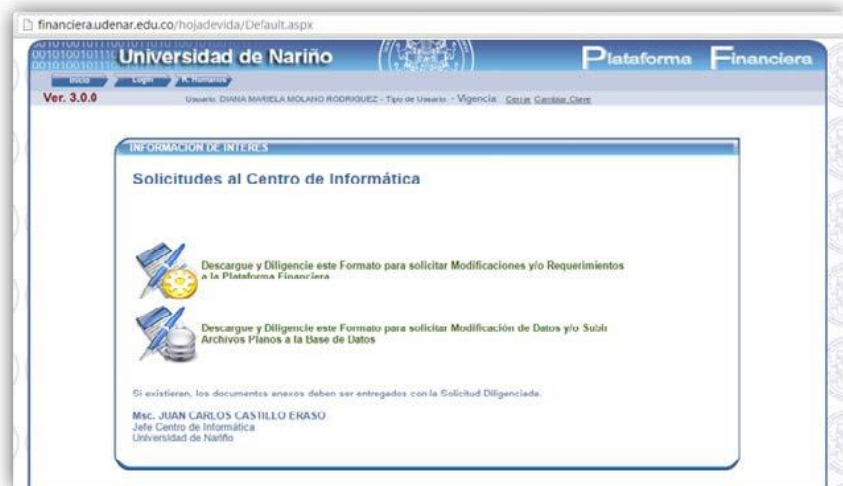 financiera.udenar.edu.co/hojadevida/Default.aspx
Universidad de Nariño
Plataforma Financiera
Inicio Login R. Humanos
Ver. 3.0.0
Usuario: DIANA MARIELA MOLANO RODRIGUEZ - Tipo de Usuario: - Vigencia: Cerrar Cambiar Clave
INFORMACION DE INTERES
Solicitudes al Centro de Informática
Descargue y Diligencie este Formato para solicitar Modificaciones y/o Requerimientos
a la Plataforma Financiera
Descargue y Diligencie este Formato para solicitar Modificación de Datos y/o Subir
Archivos Planos a la Base de Datos
Si existieren, los documentos anexos deben ser entregados con la Solicitud Diligenciada.
Msc. JUAN CARLOS CASTILLO ERASO
Jefe Centro de Informática
Universidad de Nariño